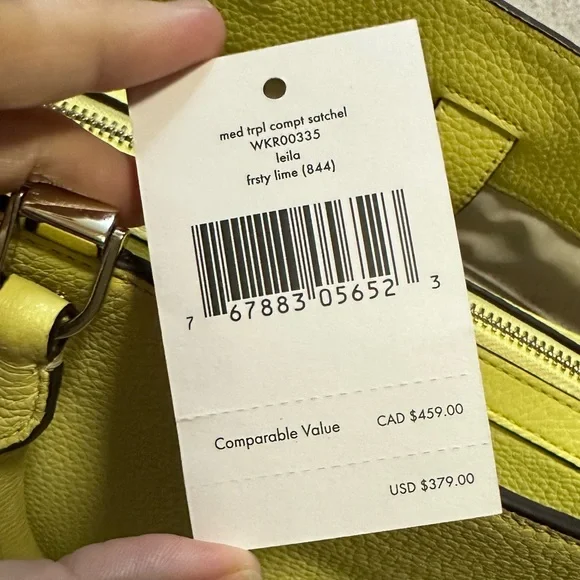 med trpl compt satchel
WKR00335
leila
frsty lime (844)
7 67883 05652 3
Comparable Value CAD $459.00
USD $379.00